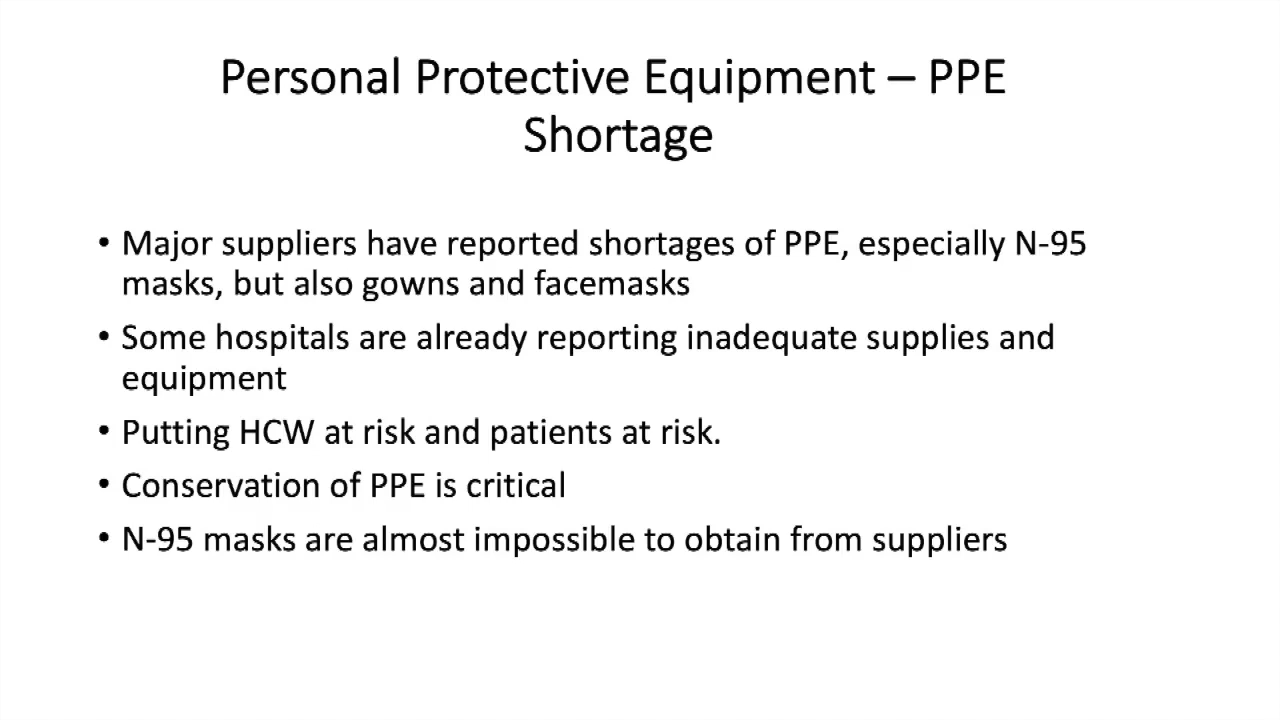 Personal Protective Equipment – PPE
Shortage
• Major suppliers have reported shortages of PPE, especially N-95
masks, but also gowns and facemasks
• Some hospitals are already reporting inadequate supplies and
equipment
• Putting HCW at risk and patients at risk.
• Conservation of PPE is critical
• N-95 masks are almost impossible to obtain from suppliers